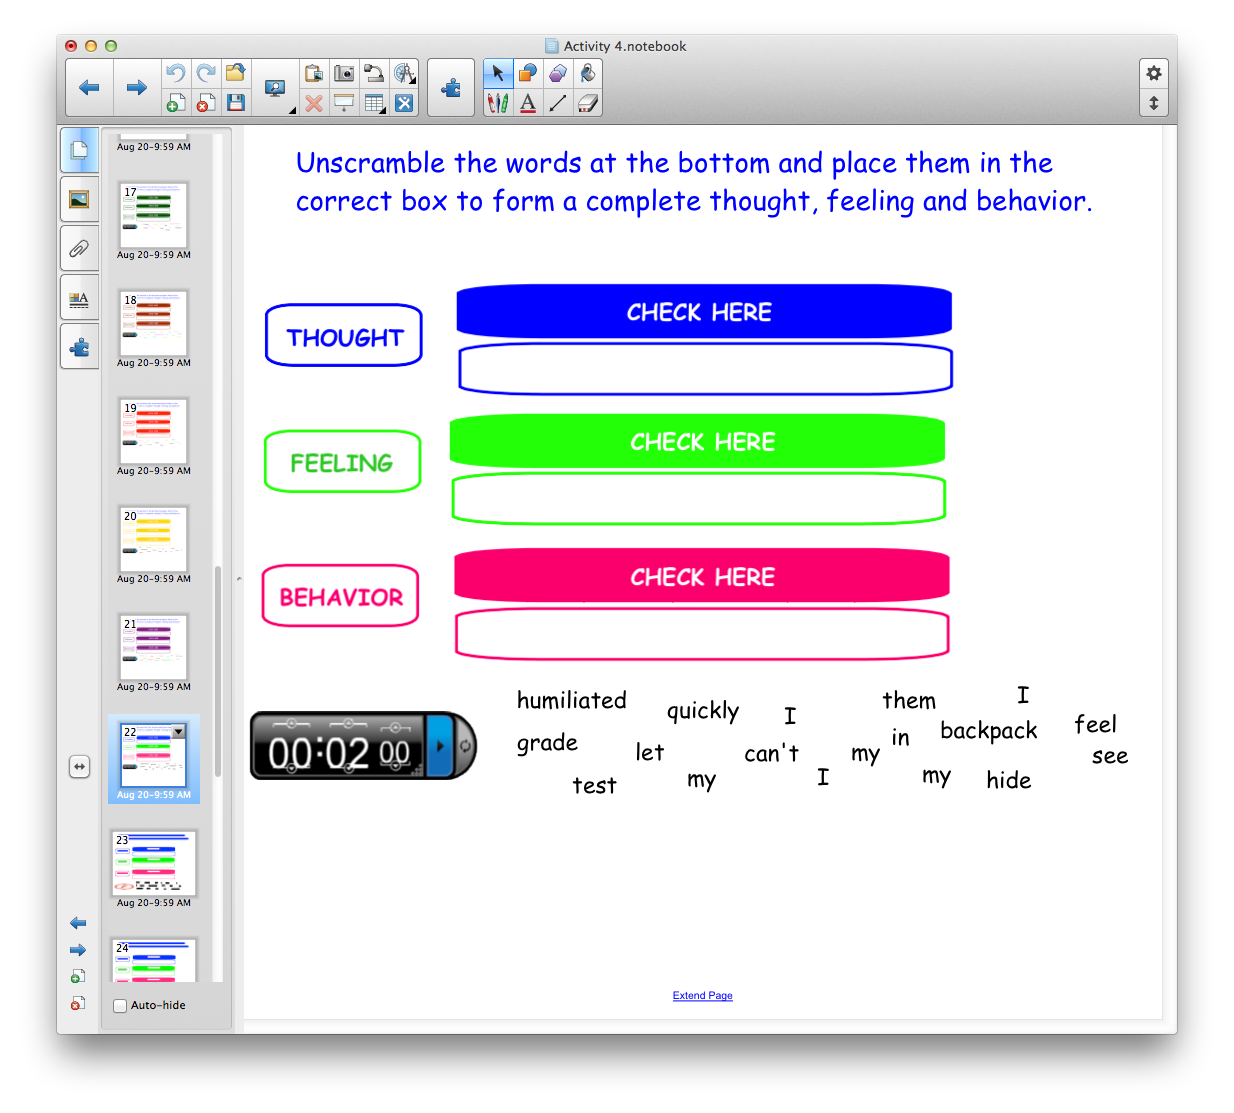 Activity 4.notebook
Aug 20-9:59 AM
17
Aug 20-9:59 AM
18
Aug 20-9:59 AM
19
Aug 20-9:59 AM
20
Aug 20-9:59 AM
21
Aug 20-9:59 AM
22
Aug 20-9:59 AM
23
Aug 20-9:59 AM
24
Auto-hide
Unscramble the words at the bottom and place them in the
correct box to form a complete thought, feeling and behavior.
THOUGHT
CHECK HERE
FEELING
CHECK HERE
BEHAVIOR
CHECK HERE
00:02 00
humiliated quickly I them I
grade let can't my in backpack feel
see
test my I my hide
Extend Page